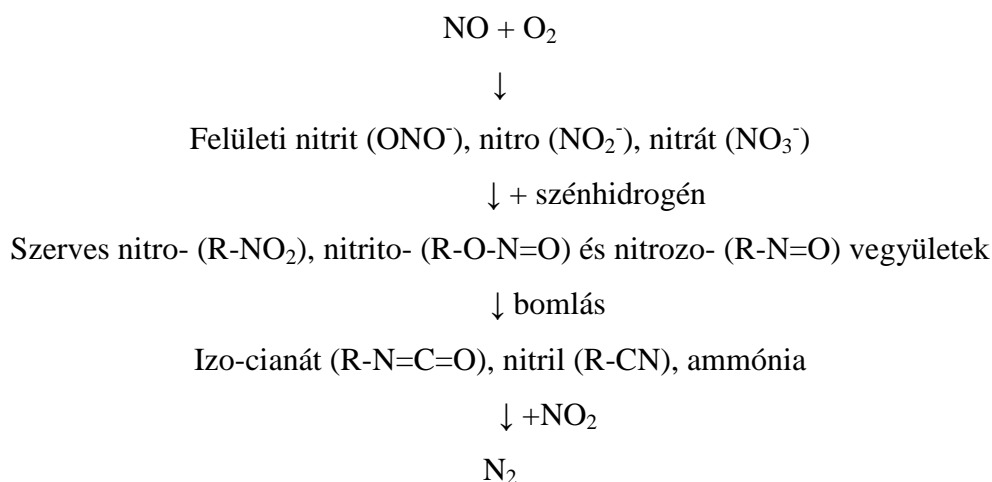 NO + O₂
↓
Felületi nitrit (ONO⁻), nitro (NO₂⁻), nitrát (NO₃⁻)
↓ + szénhidrogén
Szerves nitro- (R-NO₂), nitrito- (R-O-N=O) és nitrozo- (R-N=O) vegyületek
↓ bomlás
Izo-cianát (R-N=C=O), nitril (R-CN), ammónia
↓ +NO₂
N₂